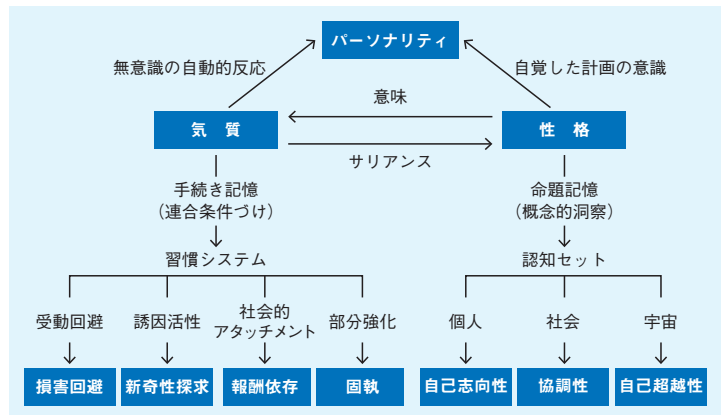 パーソナリティ
無意識の自動的反応
自覚した計画の意識
意味
気　質
性　格
サリアンス
手続き記憶
（連合条件づけ）
命題記憶
（概念的洞察）
習慣システム
認知セット
受動回避
誘因活性
社会的
アタッチメント
部分強化
個人
社会
宇宙
損害回避
新奇性探求
報酬依存
固執
自己志向性
協調性
自己超越性